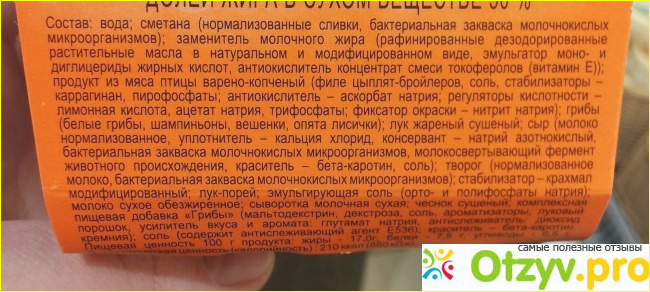 ДОЛЕЙ ЖИРА В СУХОМ ВЕЩЕСТВЕ 50 %
Состав: вода; сметана (нормализованные сливки, бактериальная закваска молочнокислых
микроорганизмов); заменитель молочного жира (рафинированные дезодорированные
растительные масла в натуральном и модифицированном виде, эмульгатор моно- и
диглицериды жирных кислот, антиокислитель концентрат смеси токоферолов (витамин Е));
продукт из мяса птицы варено-копченый (филе цыплят-бройлеров, соль, стабилизаторы –
каррагинан, пирофосфаты; антиокислитель – аскорбат натрия; регуляторы кислотности –
лимонная кислота, ацетат натрия, трифосфаты; фиксатор окраски – нитрит натрия); грибы
(белые грибы, шампиньоны, вешенки, опята лисички); лук жареный сушеный; сыр (молоко
нормализованное, уплотнитель - кальция хлорид, консервант – натрий азотнокислый,
бактериальная закваска молочнокислых микроорганизмов, молокосвертывающий фермент
животного происхождения, краситель – бета-каротин, соль); творог (нормализованное
молоко, бактериальная закваска молочнокислых микроорганизмов); стабилизатор – крахмал
модифицированный; лук-порей; эмульгирующая соль (орто- и полифосфаты натрия);
молоко сухое обезжиренное; сыворотка молочная сухая; чеснок сушеный; комплексная
пищевая добавка «Грибы» (мальтодекстрин, декстроза, соль, ароматизаторы, луковый
порошок, усилитель вкуса и аромата: глутамат натрия, антислеживатель: диоксид
кремния); соль (содержит антислеживающий агент Е536); краситель – бета-каротин.
Пищевая ценность 100 г продукта: жиры - 17,0г, белки - углеводы -
ценность (калорийность): 210 ккал
самые полезные отзывы
Otzyv.pro